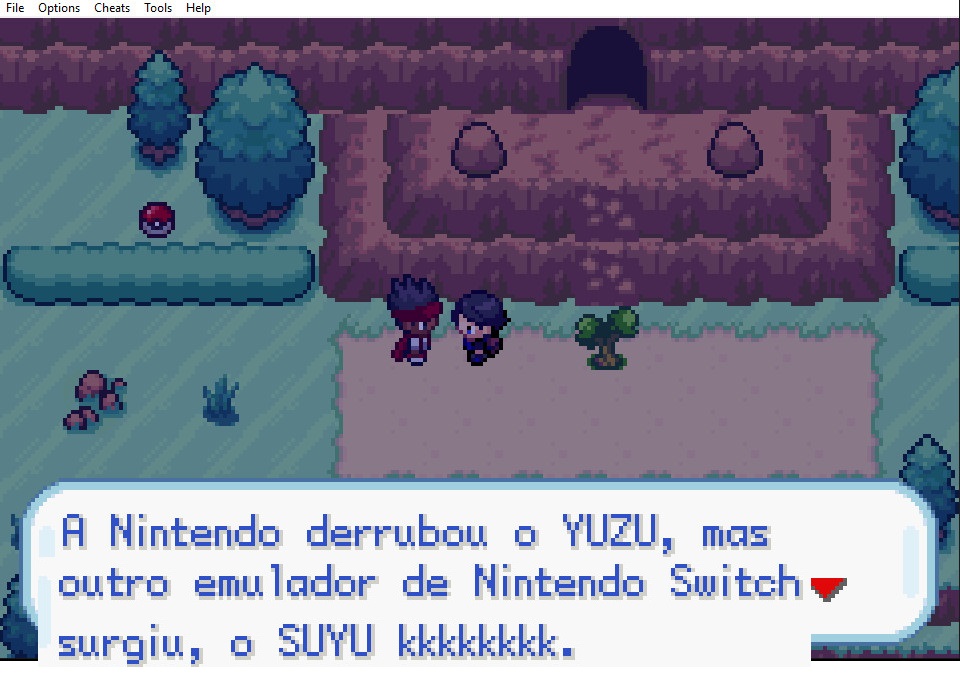 File Options Cheats Tools Help
A Nintendo derrubou o YUZU, mas
outro emulador de Nintendo Switch
surgiu, o SUYU kkkkkkkk.